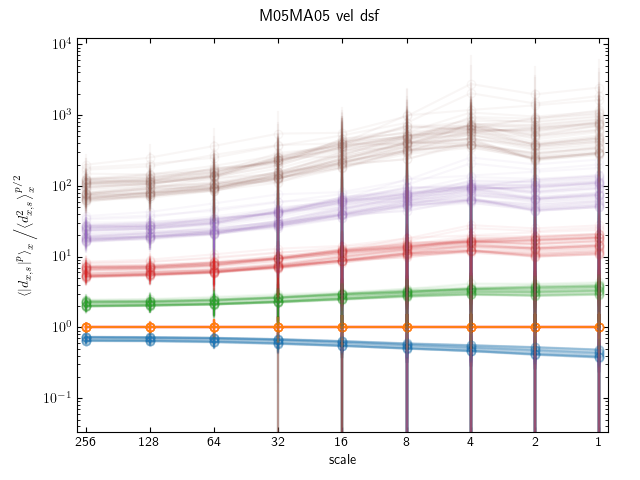 M05MA05 vel dsf
⟨|d_{x,s}|^p⟩_x / ⟨d^2_{x,s}⟩_x^{p/2}
10^4
10^3
10^2
10^1
10^0
10^{-1}
256 128 64 32 16 8 4 2 1
scale